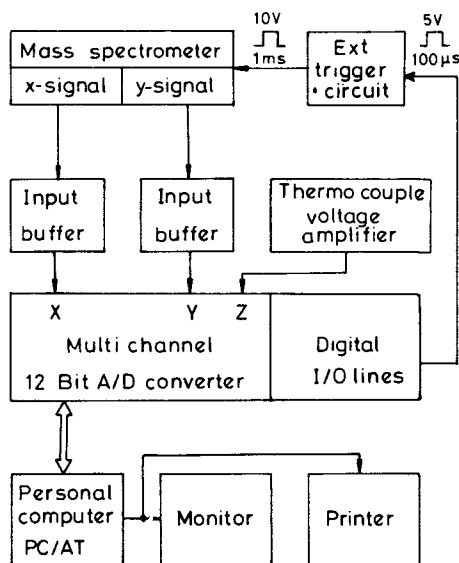 Mass spectrometer
x-signal
y-signal
10V
1ms
Ext
trigger
circuit
5V
100µs
Input
buffer
Input
buffer
Thermo couple
voltage
amplifier
X
Y
Z
Multi channel
12 Bit A/D converter
Digital
I/O lines
Personal
computer
PC/AT
Monitor
Printer